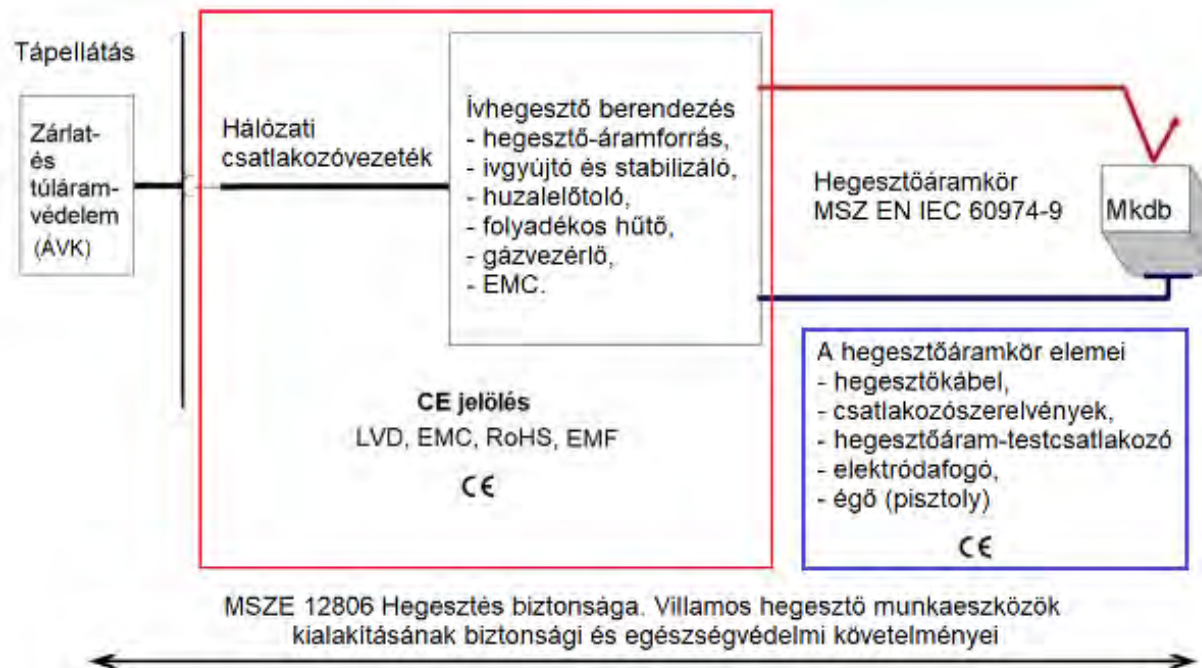 Tápellátás
Zárlat-
és
túláram-
védelem
(ÁVK)
Hálózati
csatlakozóvezeték
Ívhegesztő berendezés
- hegesztő-áramforrás,
- ivgyújtó és stabilizáló,
- huzalelőtoló,
- folyadékos hűtő,
- gázvezérlő,
- EMC.
CE jelölés
LVD, EMC, RoHS, EMF
CE
Hegesztőáramkör
MSZ EN IEC 60974-9
Mkdb
A hegesztőáramkör elemei
- hegesztőkábel,
- csatlakozószerelvények,
- hegesztőáram-testcsatlakozó
- elektródafogó,
- égő (pisztoly)
CE
MSZE 12806 Hegesztés biztonsága. Villamos hegesztő munkaeszközök
kialakításának biztonsági és egészségvédelmi követelményei